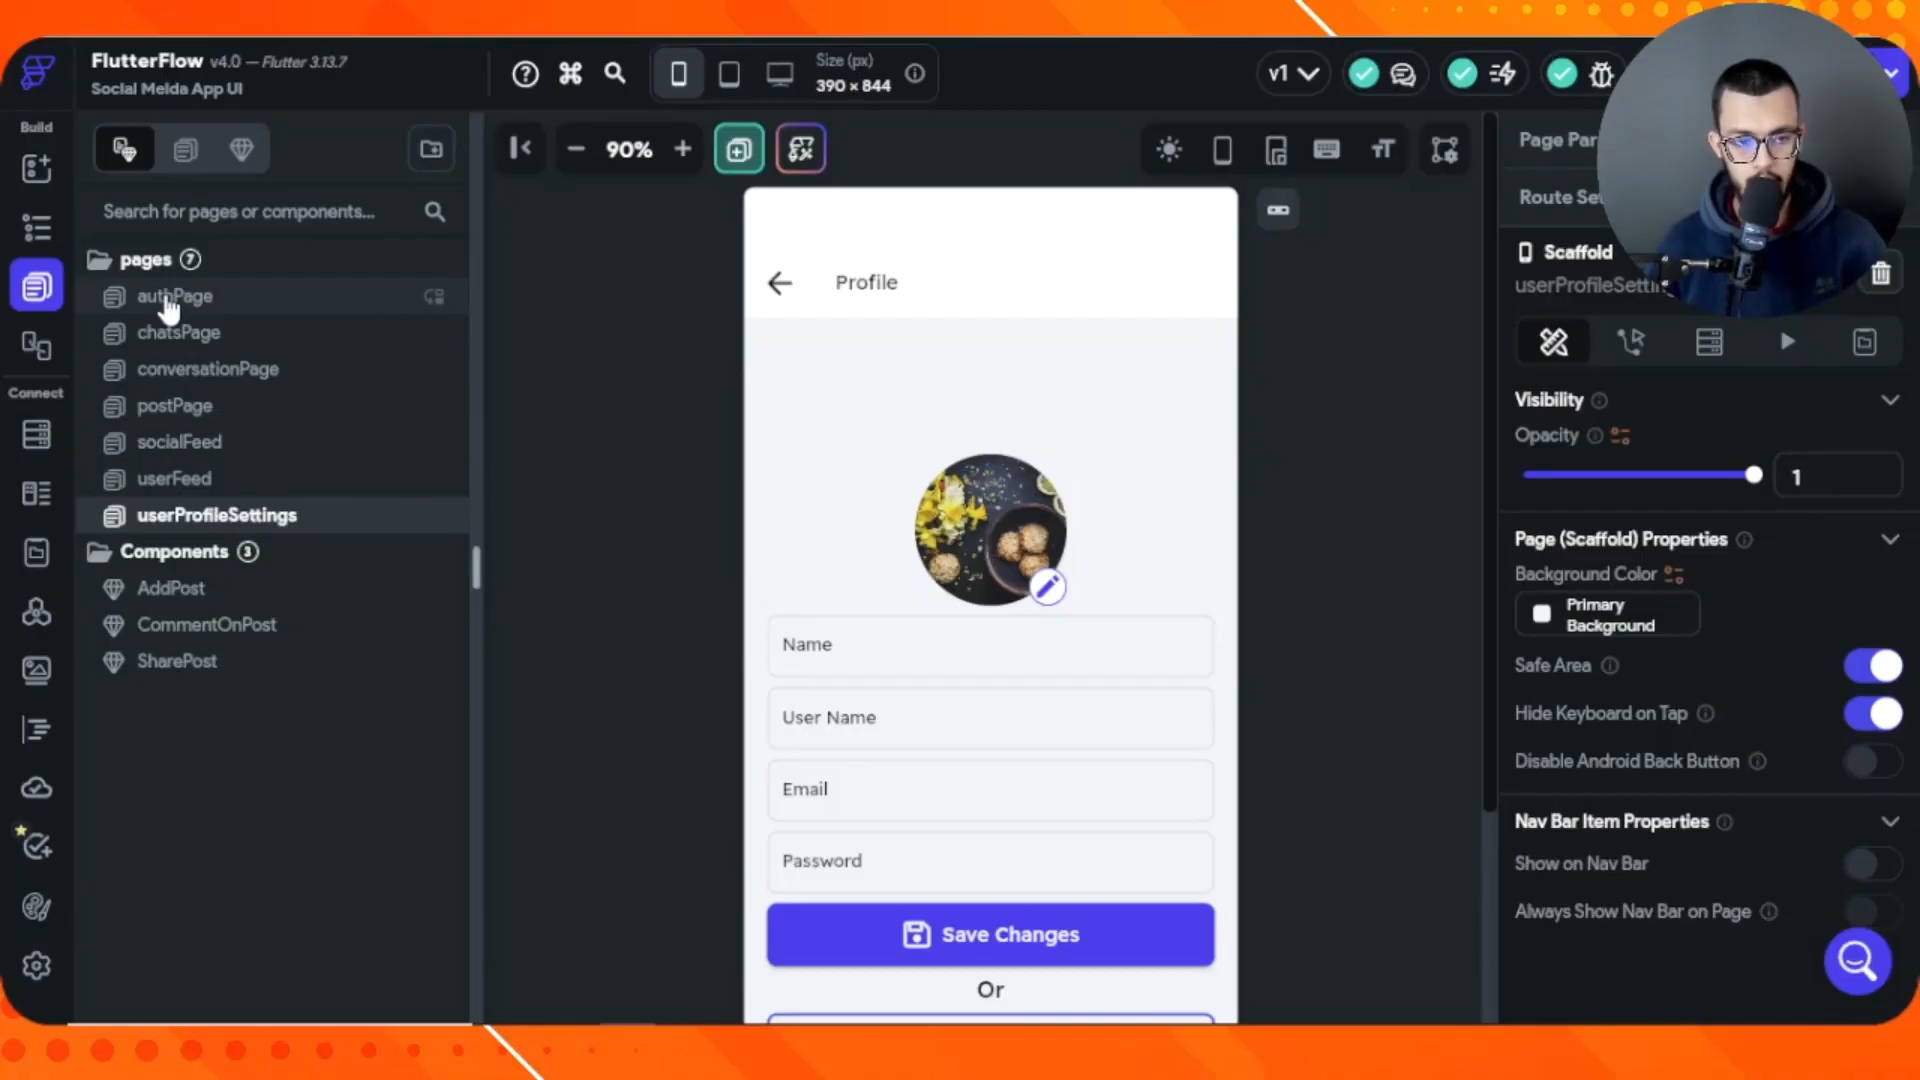 FlutterFlow v4.0 — Flutter 3.13.7
Social Meida App UI
Size (px)
390 × 844
v1
Build
90%
Search for pages or components...
pages 7
authPage
chatsPage
conversationPage
postPage
socialFeed
userFeed
userProfileSettings
Components 3
AddPost
CommentOnPost
SharePost
Connect
Profile
Name
User Name
Email
Password
Save Changes
Or
Page Par
Route Set
Scaffold
userProfileSettin
Visibility
Opacity
1
Page (Scaffold) Properties
Background Color
Primary
Background
Safe Area
Hide Keyboard on Tap
Disable Android Back Button
Nav Bar Item Properties
Show on Nav Bar
Always Show Nav Bar on Page